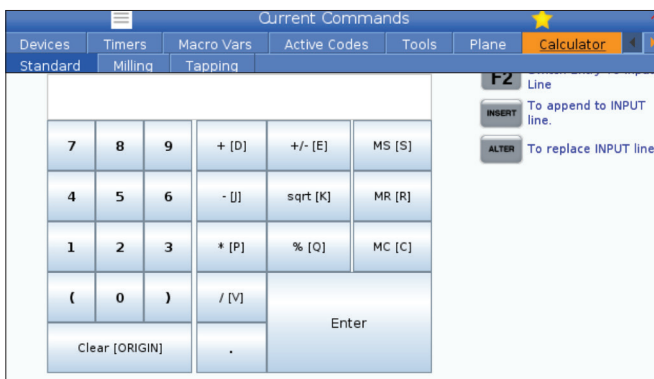 Current Commands
Devices Timers Macro Vars Active Codes Tools Plane Calculator
Standard Milling Tapping
F2
Line
INSERT To append to INPUT
line.
ALTER To replace INPUT line
7 8 9 + [D] +/- [E] MS [S]
4 5 6 - [J] sqrt [K] MR [R]
1 2 3 * [P] % [Q] MC [C]
( 0 ) / [V]
Enter
Clear [ORIGIN] .